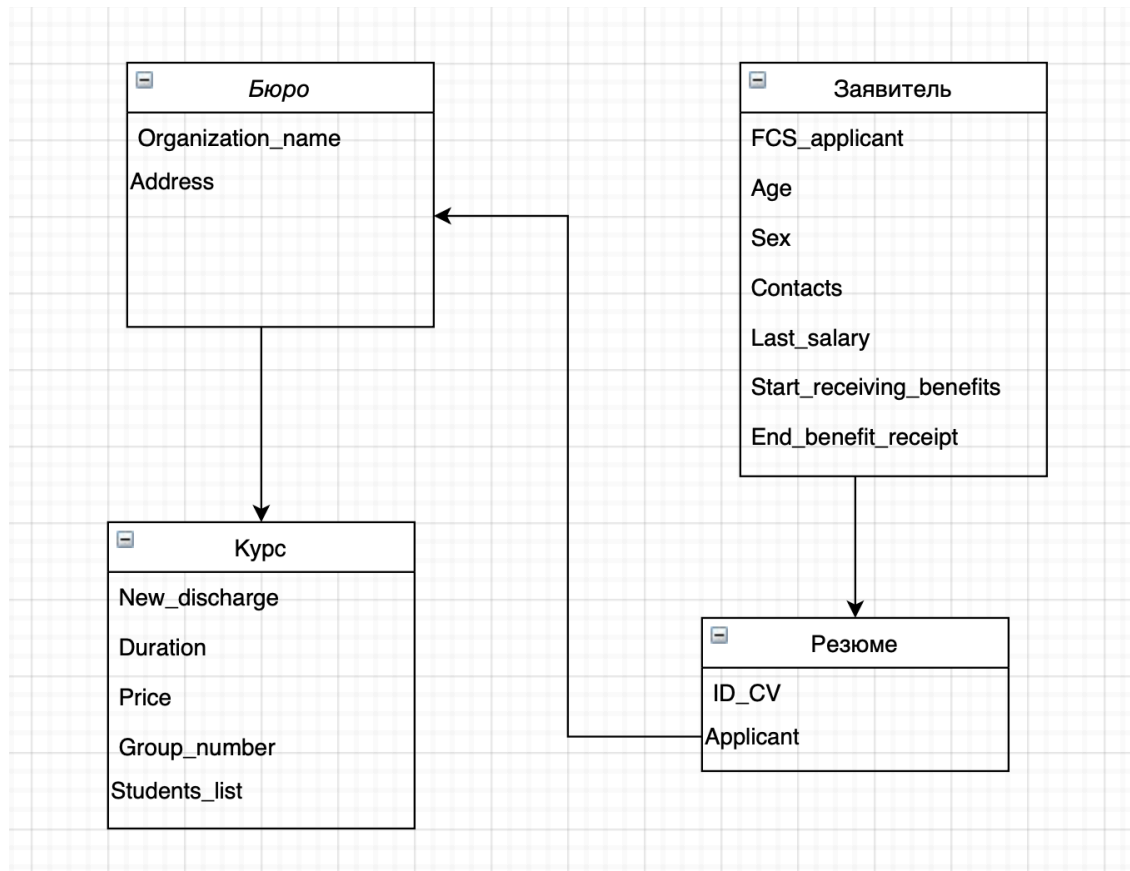 Бюро
Organization_name
Address
Заявитель
FCS_applicant
Age
Sex
Contacts
Last_salary
Start_receiving_benefits
End_benefit_receipt
Курс
New_discharge
Duration
Price
Group_number
Students_list
Резюме
ID_CV
Applicant